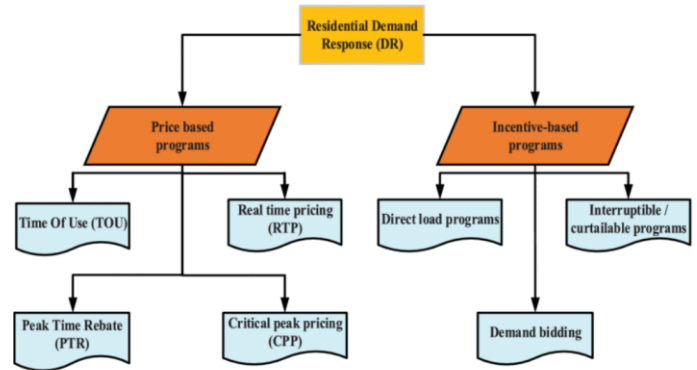 Residential Demand
Response (DR)
Price based
programs
Incentive-based
programs
Time Of Use (TOU)
Real time pricing
(RTP)
Direct load programs
Interruptible /
curtailable programs
Peak Time Rebate
(PTR)
Critical peak pricing
(CPP)
Demand bidding